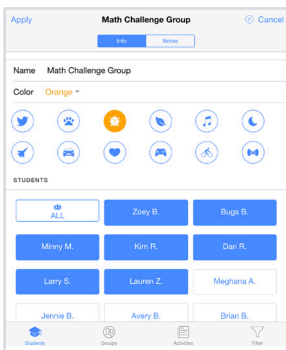 Apply Math Challenge Group Cancel
Info Notes
Name Math Challenge Group
Color Orange
STUDENTS
ALL Zoey B. Bugs B.
Minny M. Kim R. Dan R.
Larry S. Lauren Z. Meghana A.
Jennie B. Avery B. Brian B.
Students Groups Activities Filter